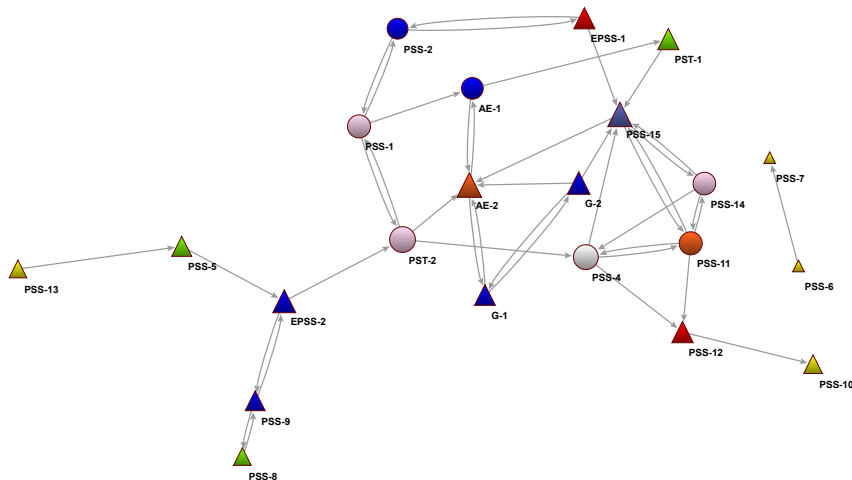 EPSS-1
PSS-2
PST-1
AE-1
PSS-15
PSS-1
PSS-7
PSS-14
AE-2
G-2
PST-2
PSS-11
PSS-4
PSS-5
PSS-13
PSS-6
G-1
EPSS-2
PSS-12
PSS-10
PSS-9
PSS-8